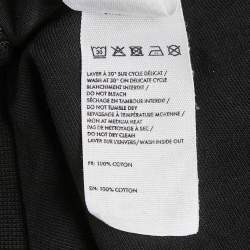 30
LAVER A 30° SUR CYCLE DÉLICAT /
WASH AT 30° ON DELICATE CYCLE
BLANCHIMENT INTERDIT /
DO NOT BLEACH
SÉCHAGE EN TAMBOUR INTERDIT /
DO NOT TUMBLE DRY
REPASSAGE À TEMPÉRATURE MOYENNE /
IRON AT MEDIUM HEAT
PAS DE NETTOYAGE À SEC /
DO NOT DRY CLEAN
LAVER SUR L'ENVERS / WASH INSIDE OUT
FR: 100% COTON
EN: 100% COTTON